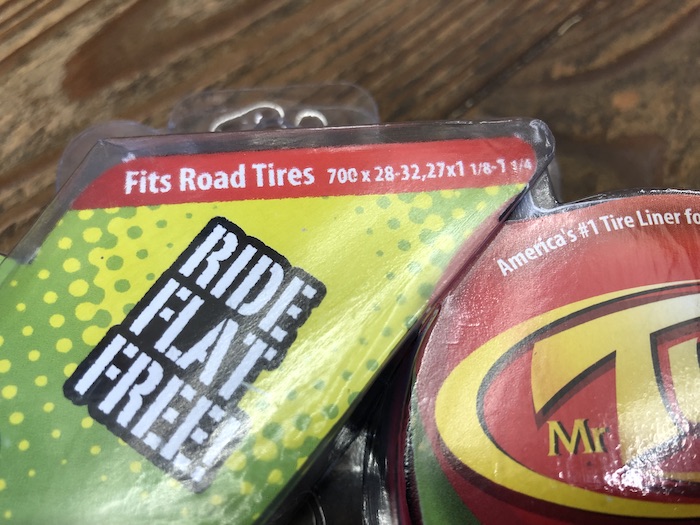 Fits Road Tires 700 x 28-32,27x1 1/8-1 1/4
RIDE
FLAT
FREE!
America's #1 Tire Liner fo
Mr